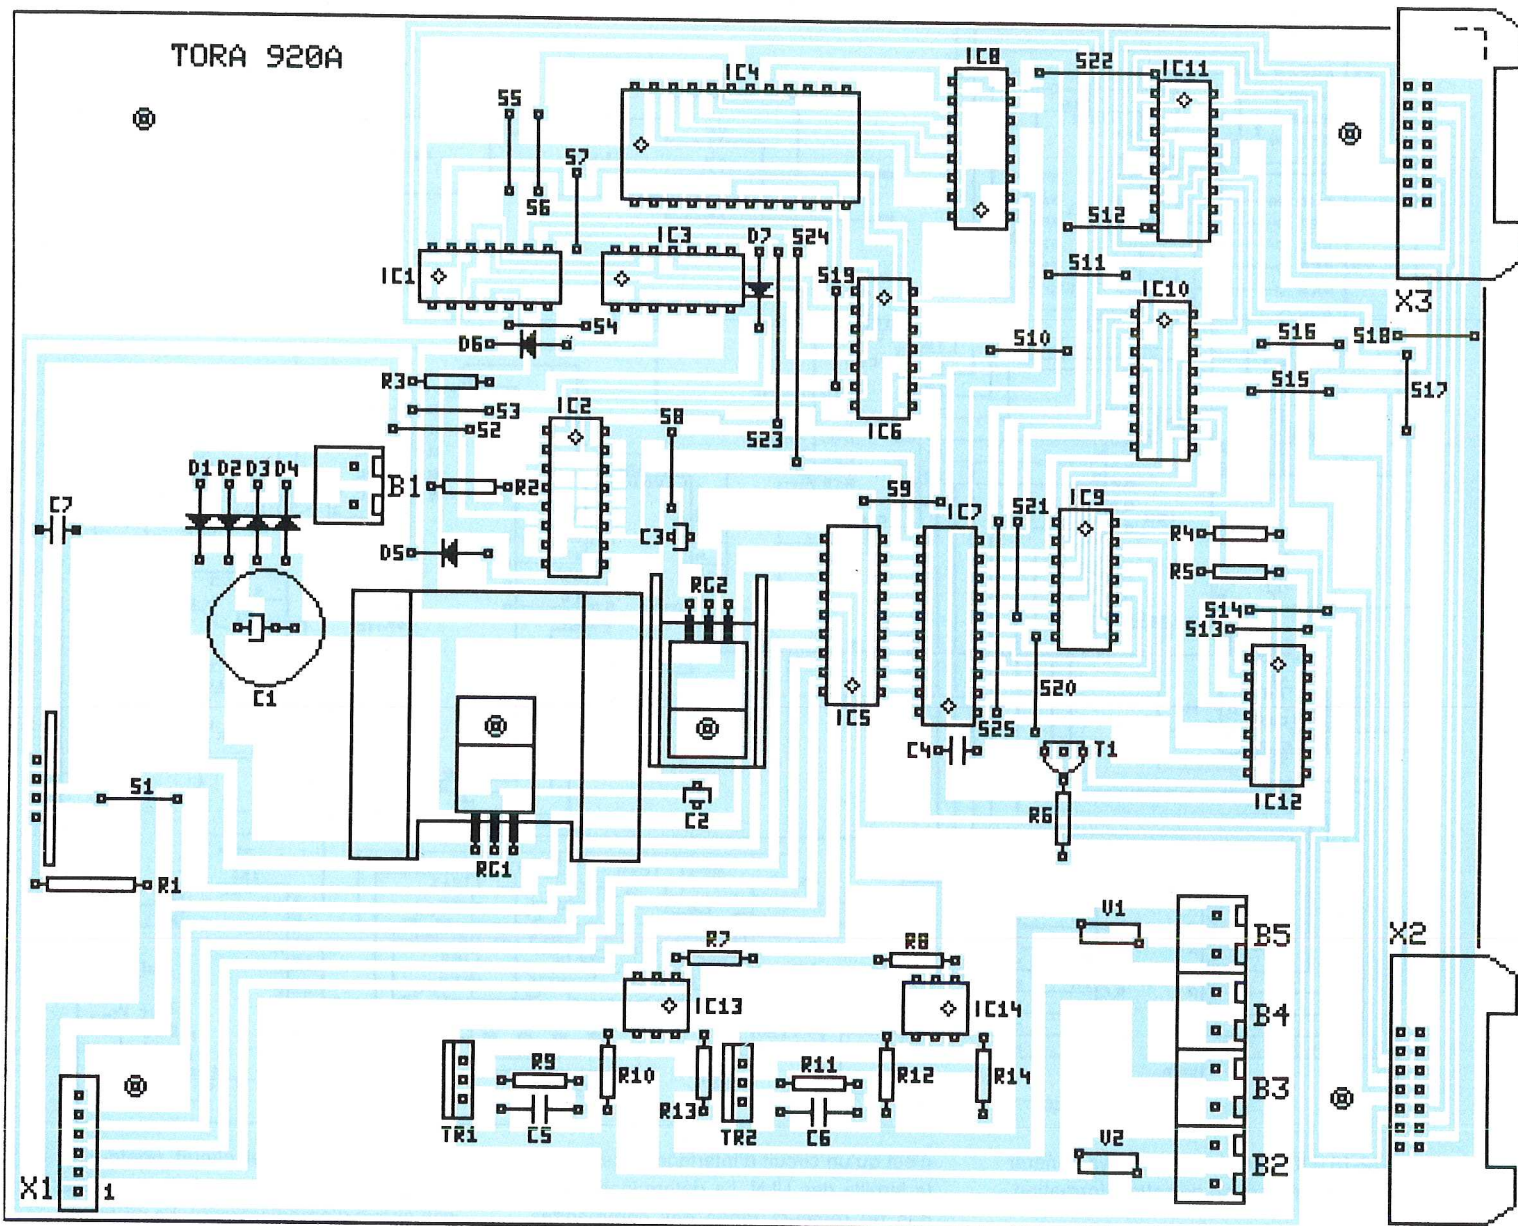 TORA 920A
IC4
IC8
S22
IC11
S5
S7
S6
S12
IC3
D7
S24
IC1
S19
S11
IC10
X3
S4
D6
S10
S16
S18
R3
S15
S17
S3
IC2
S8
S2
S23
IC6
D1 D2 D3 D4
B1
R2
S9
C7
IC7
S21
IC9
C3
R4
D5
R5
RG2
S14
S13
C1
S20
IC5
S25
C4
T1
S1
C2
R6
IC12
RG1
R1
V1
B5
X2
R7
R8
IC13
IC14
B4
R9
R10
R11
R12
R14
B3
R13
TR1
C5
TR2
C6
V2
B2
X1
1